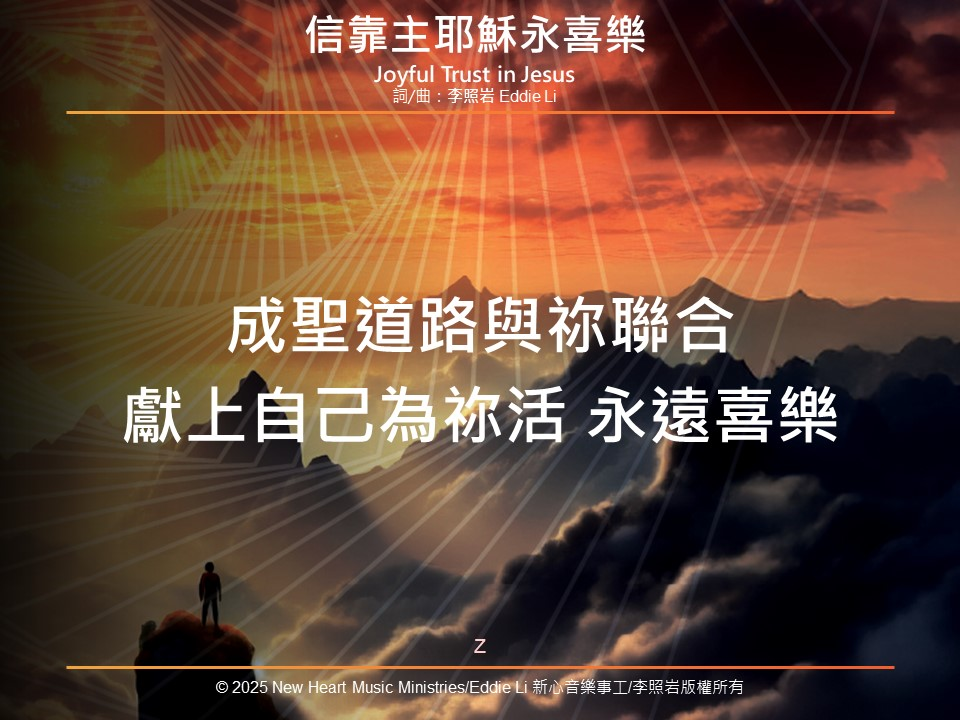 信靠主耶穌永喜樂
Joyful Trust in Jesus
詞/曲：李照岩 Eddie Li
成聖道路與祢聯合
獻上自己為祢活 永遠喜樂
Z
© 2025 New Heart Music Ministries/Eddie Li 新心音樂事工/李照岩版權所有